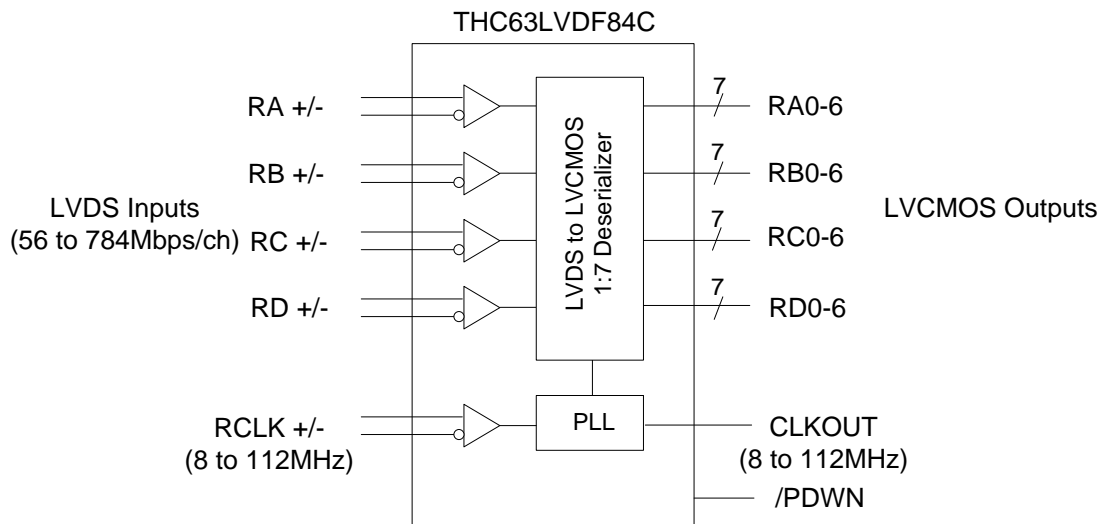 THC63LVDF84C
RA +/-
7
RA0-6
RB +/-
7
RB0-6
LVDS Inputs
(56 to 784Mbps/ch)
RC +/-
LVDS to LVCMOS
1:7 Deserializer
7
RC0-6
LVCMOS Outputs
RD +/-
7
RD0-6
RCLK +/-
(8 to 112MHz)
PLL
CLKOUT
(8 to 112MHz)
/PDWN